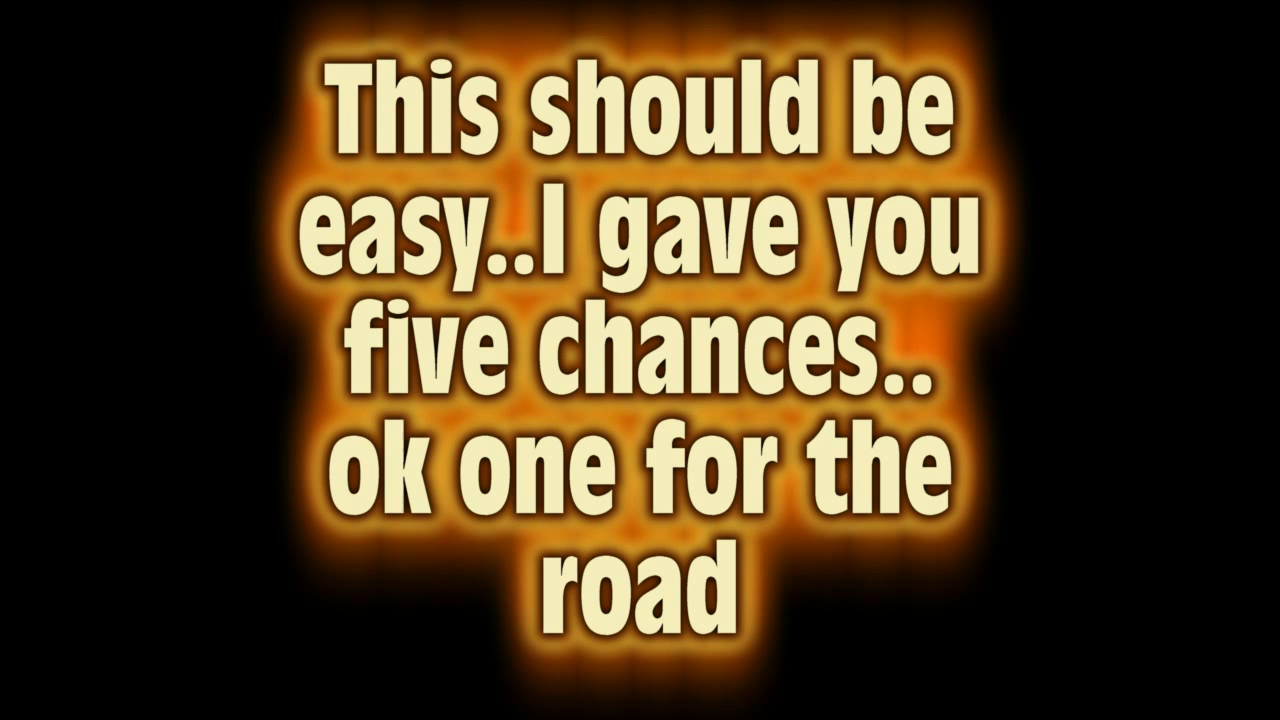 This should be
easy..I gave you
five chances..
ok one for the
road